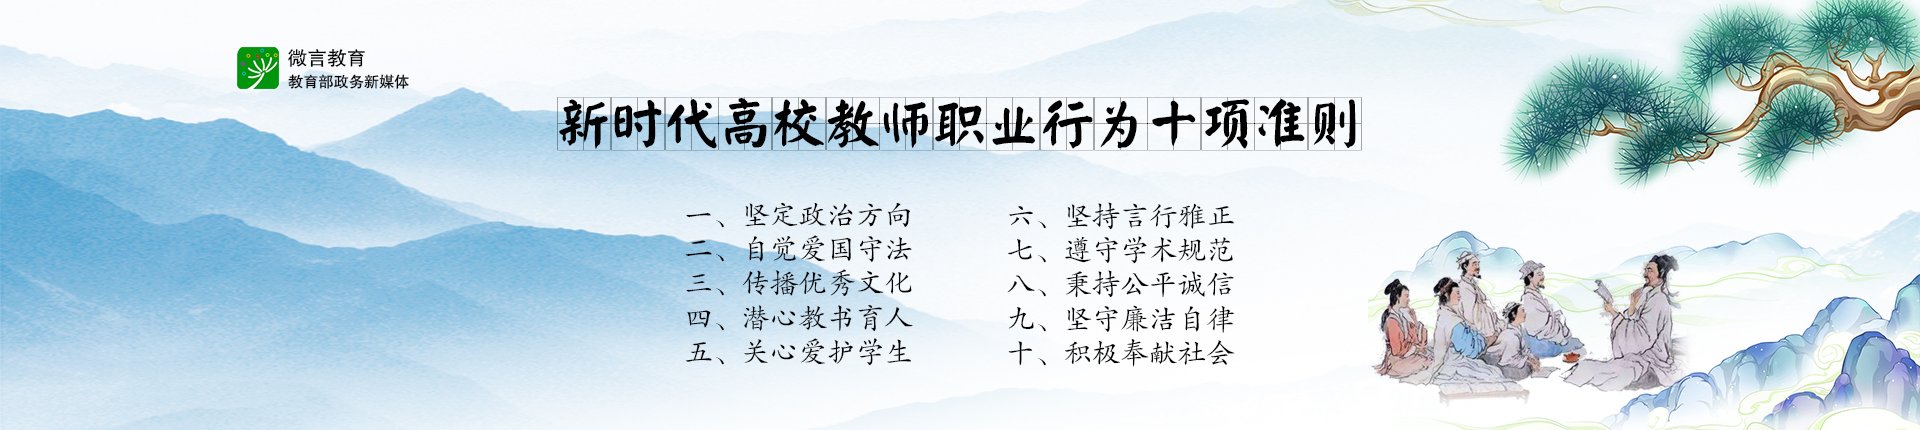 微言教育
教育部政务新媒体
新时代高校教师职业行为十项准则
一、坚定政治方向
二、自觉爱国守法
三、传播优秀文化
四、潜心教书育人
五、关心爱护学生
六、坚持言行雅正
七、遵守学术规范
八、秉持公平诚信
九、坚守廉洁自律
十、积极奉献社会